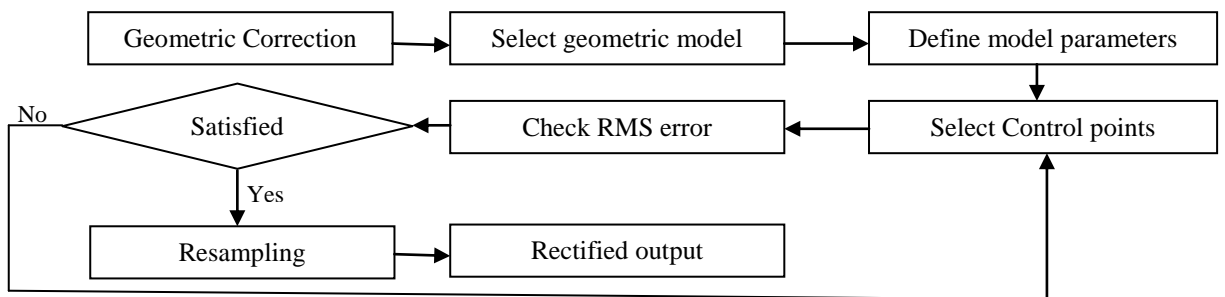 Geometric Correction
Select geometric model
Define model parameters
No
Satisfied
Check RMS error
Select Control points
Yes
Resampling
Rectified output